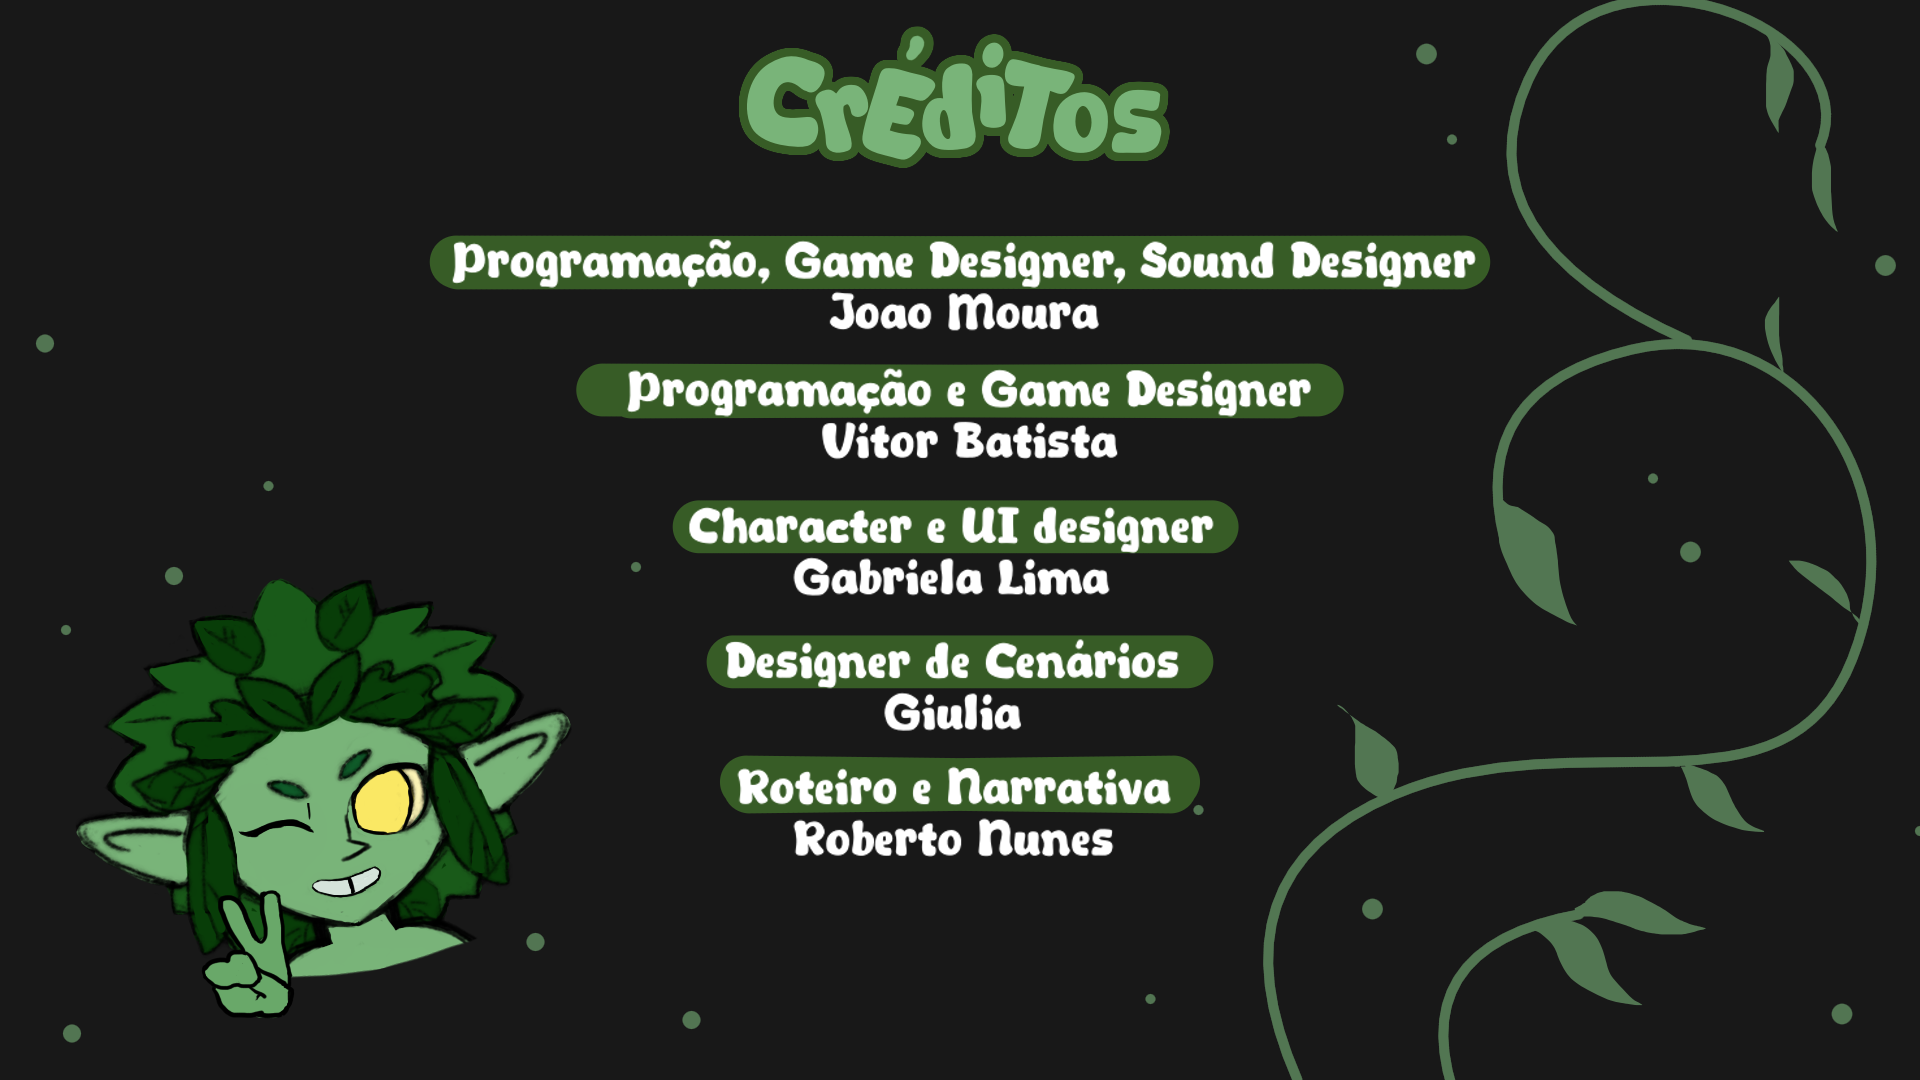 CrÉdiTos
Programação, Game Designer, Sound Designer
Joao Moura
Programação e Game Designer
Vitor Batista
Character e UI designer
Gabriela Lima
Designer de Cenários
Giulia
Roteiro e Narrativa
Roberto Nunes